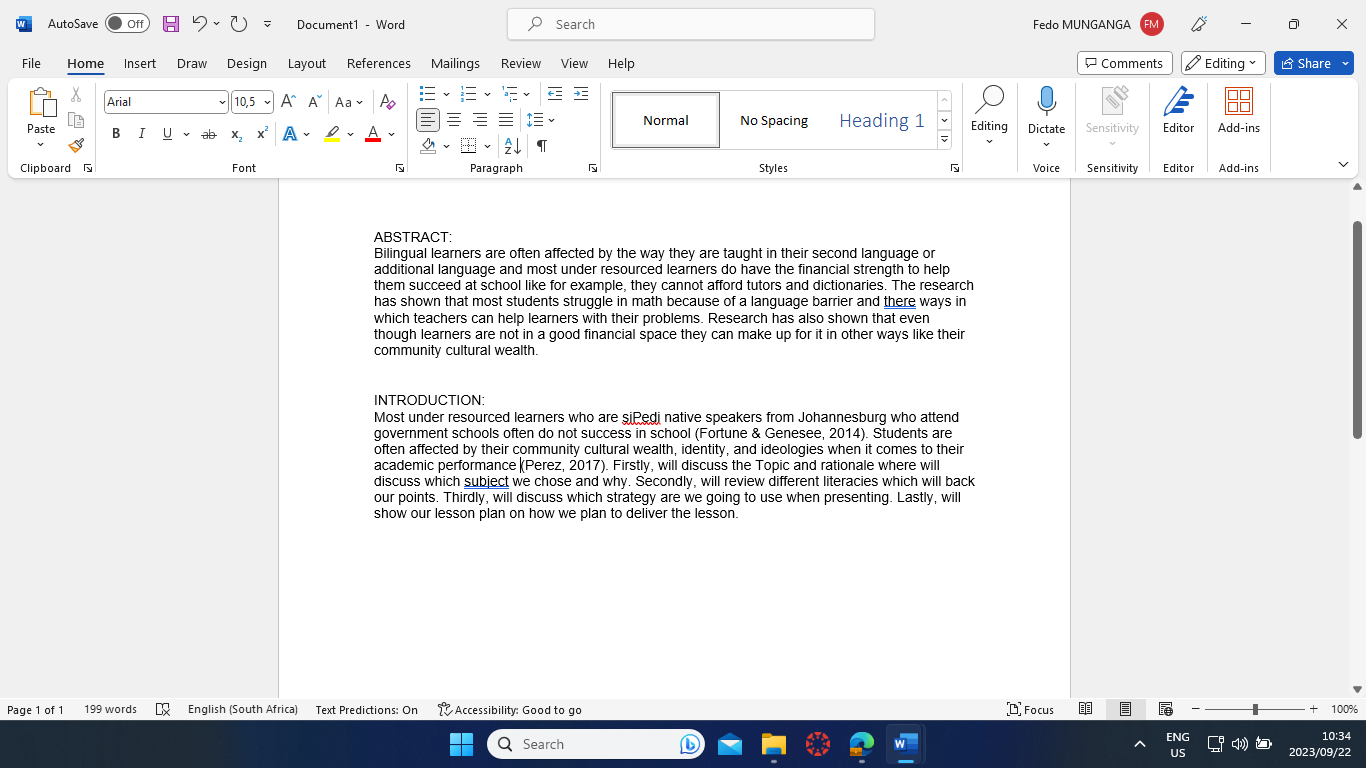 AutoSave Off Document1 - Word Search Fedo MUNGANGA FM
File Home Insert Draw Design Layout References Mailings Review View Help Comments Editing Share
Paste Arial 10,5 Normal No Spacing Heading 1 Editing Dictate Sensitivity Editor Add-ins
Clipboard Font Paragraph Styles Voice Sensitivity Editor Add-ins
ABSTRACT:
Bilingual learners are often affected by the way they are taught in their second language or
additional language and most under resourced learners do have the financial strength to help
them succeed at school like for example, they cannot afford tutors and dictionaries. The research
has shown that most students struggle in math because of a language barrier and there ways in
which teachers can help learners with their problems. Research has also shown that even
though learners are not in a good financial space they can make up for it in other ways like their
community cultural wealth.
INTRODUCTION:
Most under resourced learners who are siPedi native speakers from Johannesburg who attend
government schools often do not success in school (Fortune & Genesee, 2014). Students are
often affected by their community cultural wealth, identity, and ideologies when it comes to their
academic performance (Perez, 2017). Firstly, will discuss the Topic and rationale where will
discuss which subject we chose and why. Secondly, will review different literacies which will back
our points. Thirdly, will discuss which strategy are we going to use when presenting. Lastly, will
show our lesson plan on how we plan to deliver the lesson.
Page 1 of 1 199 words English (South Africa) Text Predictions: On Accessibility: Good to go Focus 100%
Search ENG US 10:34 2023/09/22